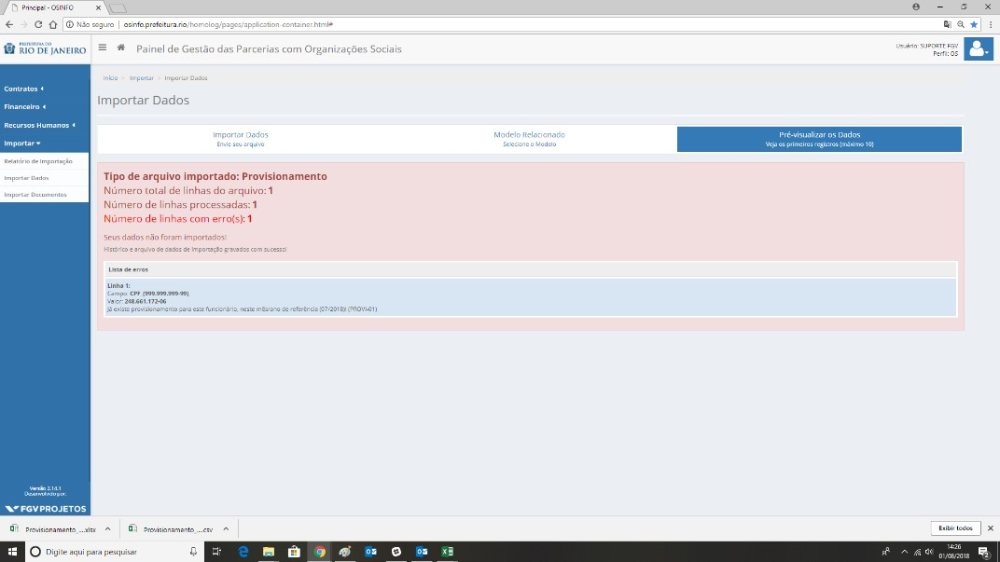 Principal - OSINFO
Não seguro | osinfo.prefeitura.rio/homolog/pages/application-container.html#
PREFEITURA DO
RIO DE JANEIRO
Painel de Gestão das Parcerias com Organizações Sociais
Usuário: SUPORTE FGV
Perfil: OS
Início > Importar > Importar Dados
Contratos
Financeiro
Recursos Humanos
Importar
Relatório de Importação
Importar Dados
Importar Documentos
Importar Dados
Importar Dados
Envie seu arquivo
Modelo Relacionado
Selecione o Modelo
Pré-visualizar os Dados
Veja os primeiros registros (máximo 10)
Tipo de arquivo importado: Provisionamento
Número total de linhas do arquivo: 1
Número de linhas processadas: 1
Número de linhas com erro(s): 1
Seus dados não foram importados!
Histórico e arquivo de dados de importação gravados com sucesso!
Lista de erros
Linha 1:
Campo: CPF (999.999.999-99)
Valor: 248.661.172-06
Já existe provisionamento para este funcionário, neste mês/ano de referência (07/2018)! (PROVI-01)
Versão 2.14.1
Desenvolvido por:
FGV PROJETOS
Provisionamento_....xlsx
Provisionamento_....csv
Exibir todos
Digite aqui para pesquisar
14:26
01/08/2018
2